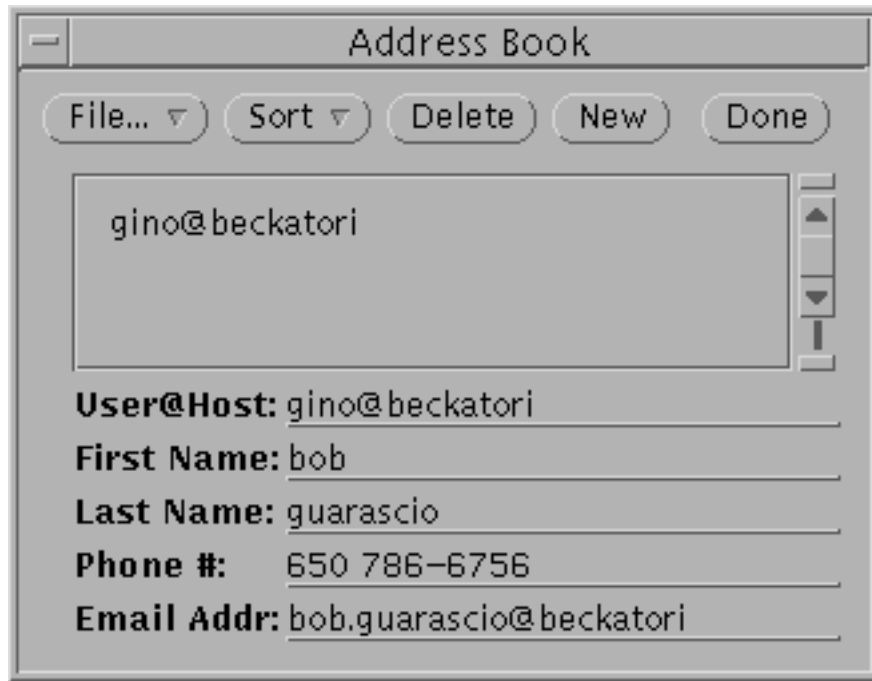 Address Book
File... Sort Delete New Done
gino@beckatori
User@Host: gino@beckatori
First Name: bob
Last Name: guarascio
Phone #: 650 786-6756
Email Addr: bob.guarascio@beckatori